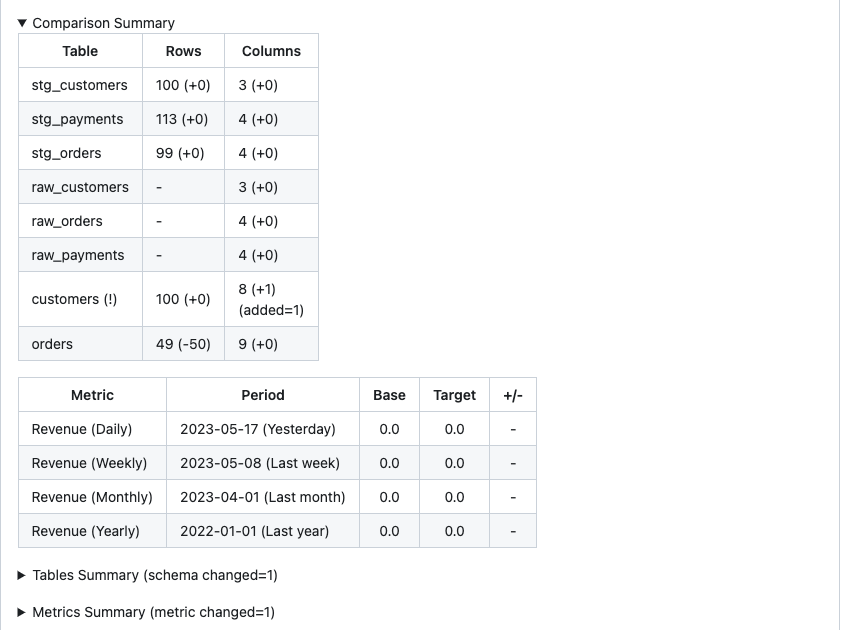 ▼ Comparison Summary
Table Rows Columns
stg_customers 100 (+0) 3 (+0)
stg_payments 113 (+0) 4 (+0)
stg_orders 99 (+0) 4 (+0)
raw_customers - 3 (+0)
raw_orders - 4 (+0)
raw_payments - 4 (+0)
customers (!) 100 (+0) 8 (+1)
(added=1)
orders 49 (-50) 9 (+0)
Metric Period Base Target +/-
Revenue (Daily) 2023-05-17 (Yesterday) 0.0 0.0 -
Revenue (Weekly) 2023-05-08 (Last week) 0.0 0.0 -
Revenue (Monthly) 2023-04-01 (Last month) 0.0 0.0 -
Revenue (Yearly) 2022-01-01 (Last year) 0.0 0.0 -
▶ Tables Summary (schema changed=1)
▶ Metrics Summary (metric changed=1)